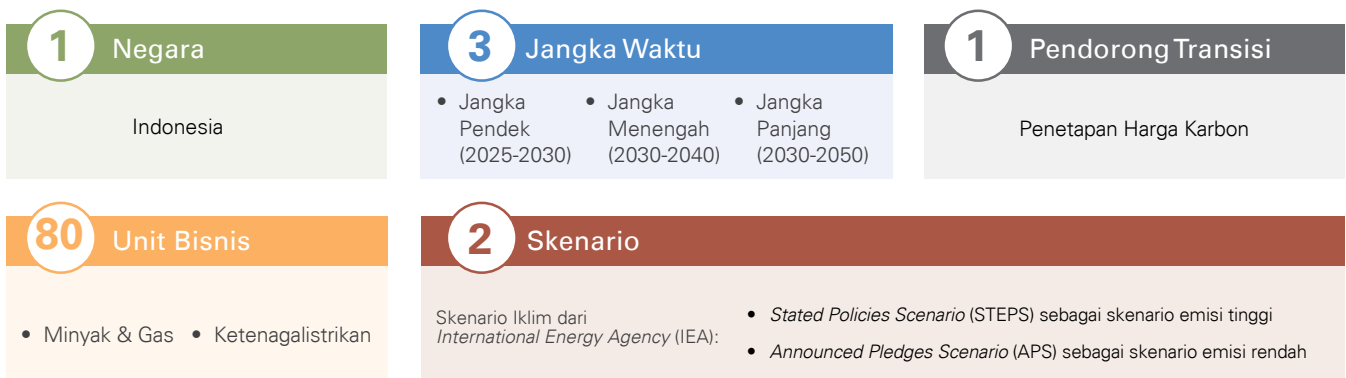 1 Negara
Indonesia
3 Jangka Waktu
• Jangka Pendek (2025-2030)
• Jangka Menengah (2030-2040)
• Jangka Panjang (2030-2050)
1 Pendorong Transisi
Penetapan Harga Karbon
80 Unit Bisnis
• Minyak & Gas • Ketenagalistrikan
2 Skenario
Skenario Iklim dari
International Energy Agency (IEA):
• Stated Policies Scenario (STEPS) sebagai skenario emisi tinggi
• Announced Pledges Scenario (APS) sebagai skenario emisi rendah